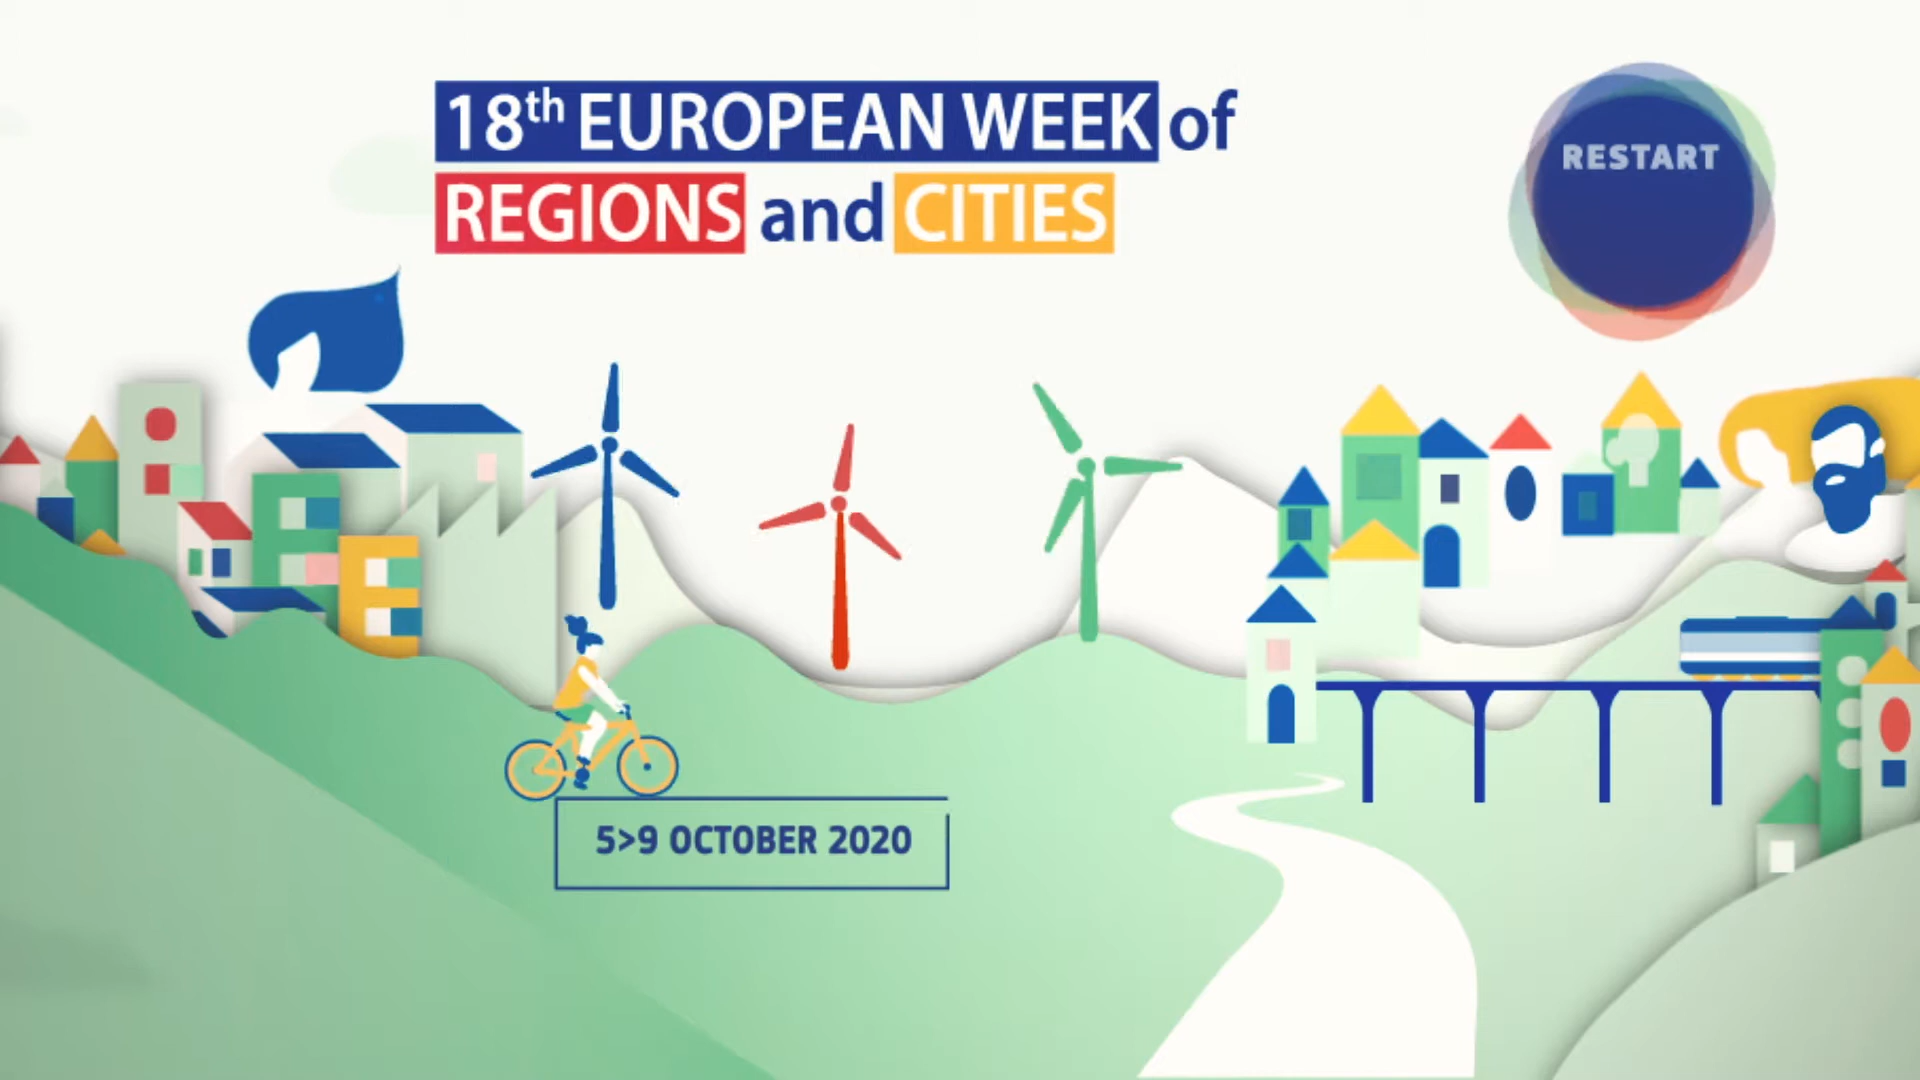 18th EUROPEAN WEEK of
REGIONS and CITIES
RESTART
5>9 OCTOBER 2020